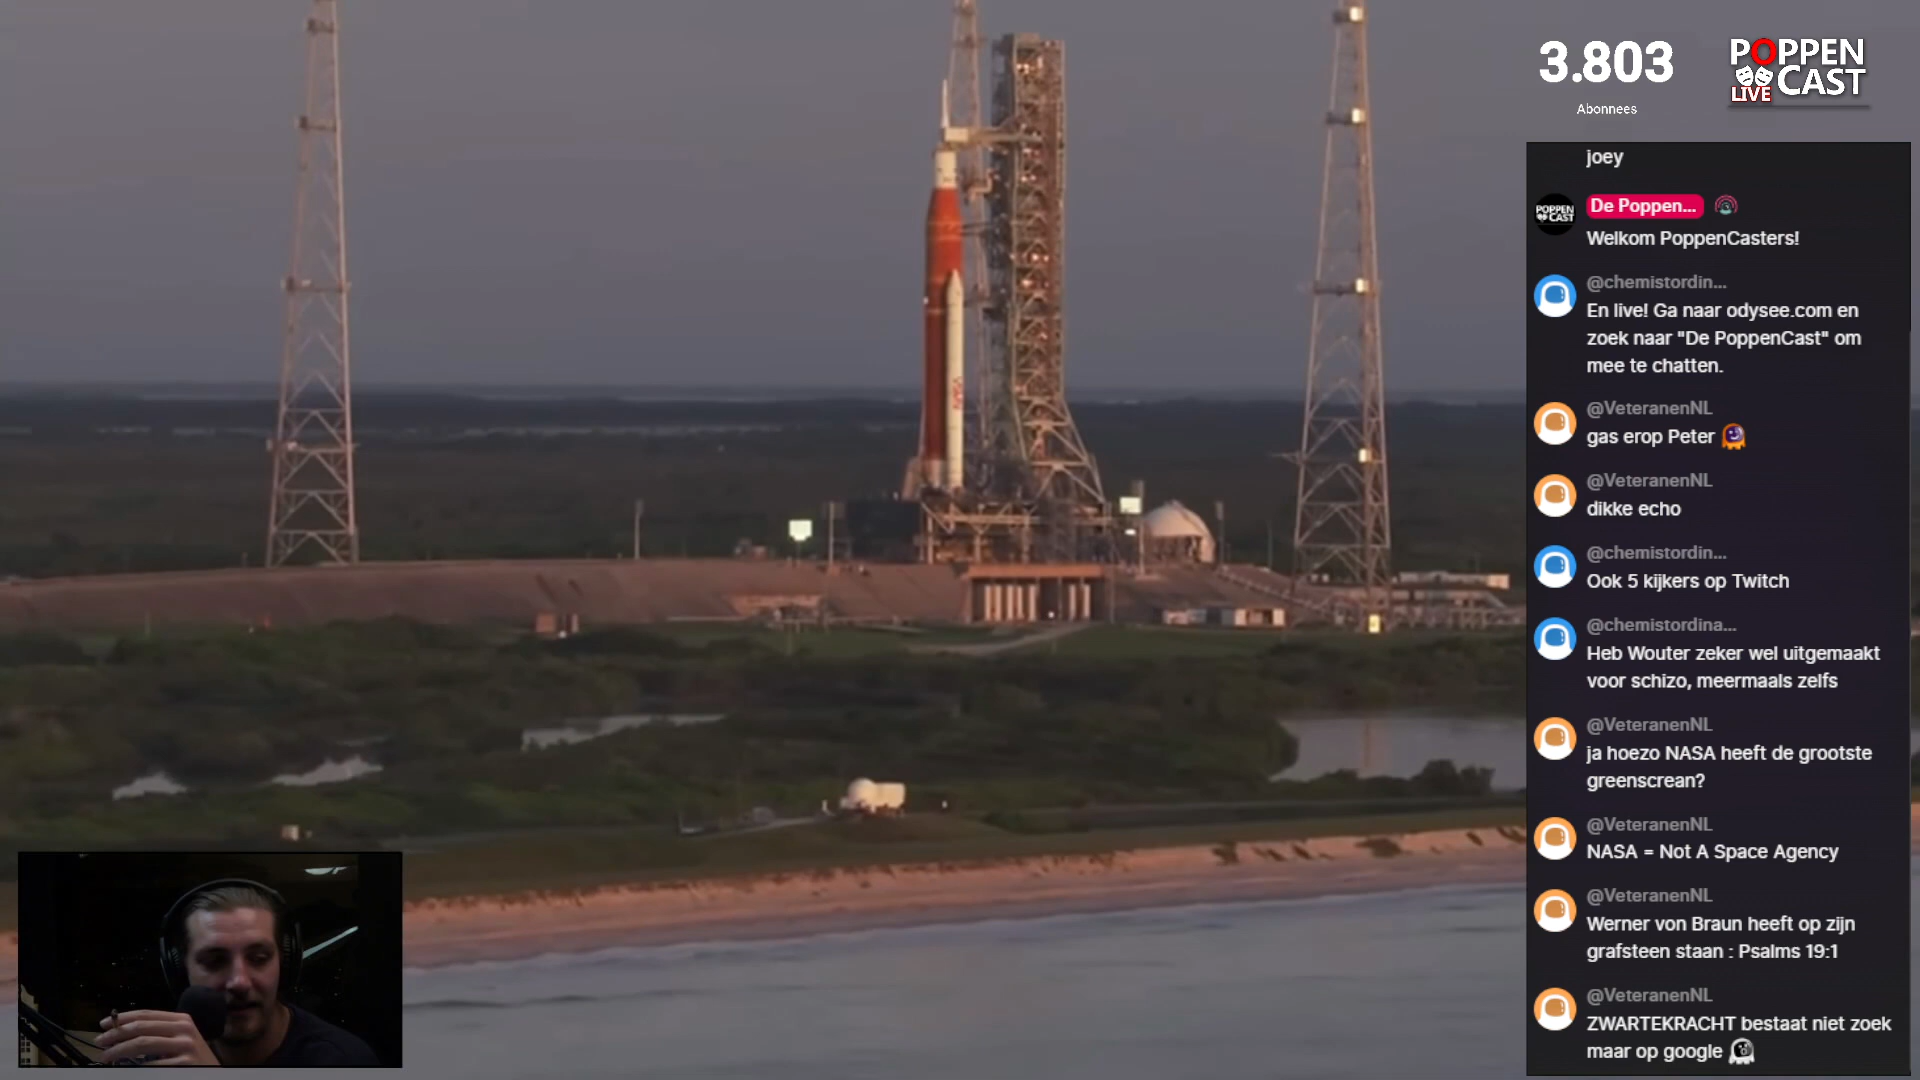 3.803
Abonnees
POPPEN
CAST
LIVE
joey
POPPEN
CAST
De Poppen...
Welkom PoppenCasters!
@chemistordin...
En live! Ga naar odysee.com en
zoek naar "De PoppenCast" om
mee te chatten.
@VeteranenNL
gas erop Peter
@VeteranenNL
dikke echo
@chemistordin...
Ook 5 kijkers op Twitch
@chemistordina...
Heb Wouter zeker wel uitgemaakt
voor schizo, meermaals zelfs
@VeteranenNL
ja hoezo NASA heeft de grootste
greenscrean?
@VeteranenNL
NASA = Not A Space Agency
@VeteranenNL
Werner von Braun heeft op zijn
grafsteen staan : Psalms 19:1
@VeteranenNL
ZWARTEKRACHT bestaat niet zoek
maar op google
NASA